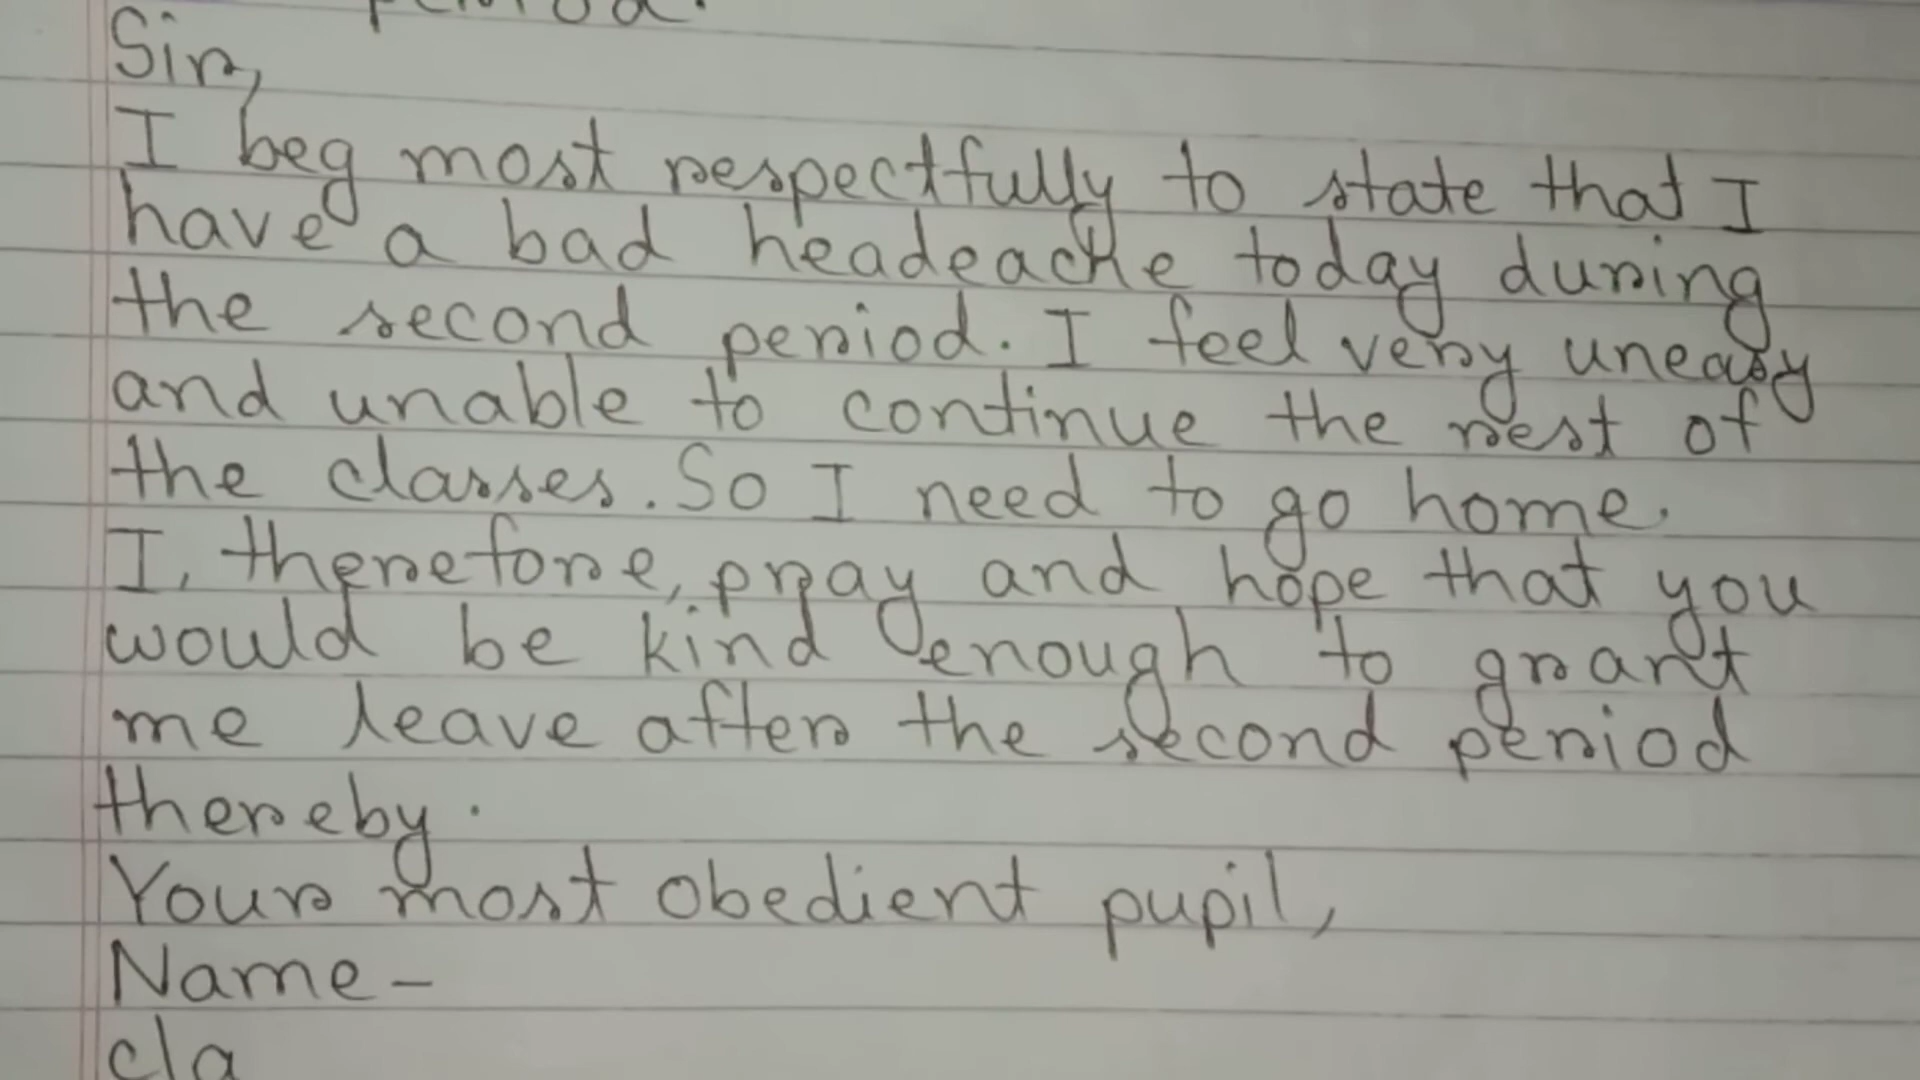 period.
Sir,
I beg most respectfully to state that I
have a bad headeache today during
the second period. I feel very uneasy
and unable to continue the rest of
the classes. So I need to go home.
I, therefore, pray and hope that you
would be kind enough to grant
me leave after the second period
thereby.
Your most obedient pupil,
Name-
cla